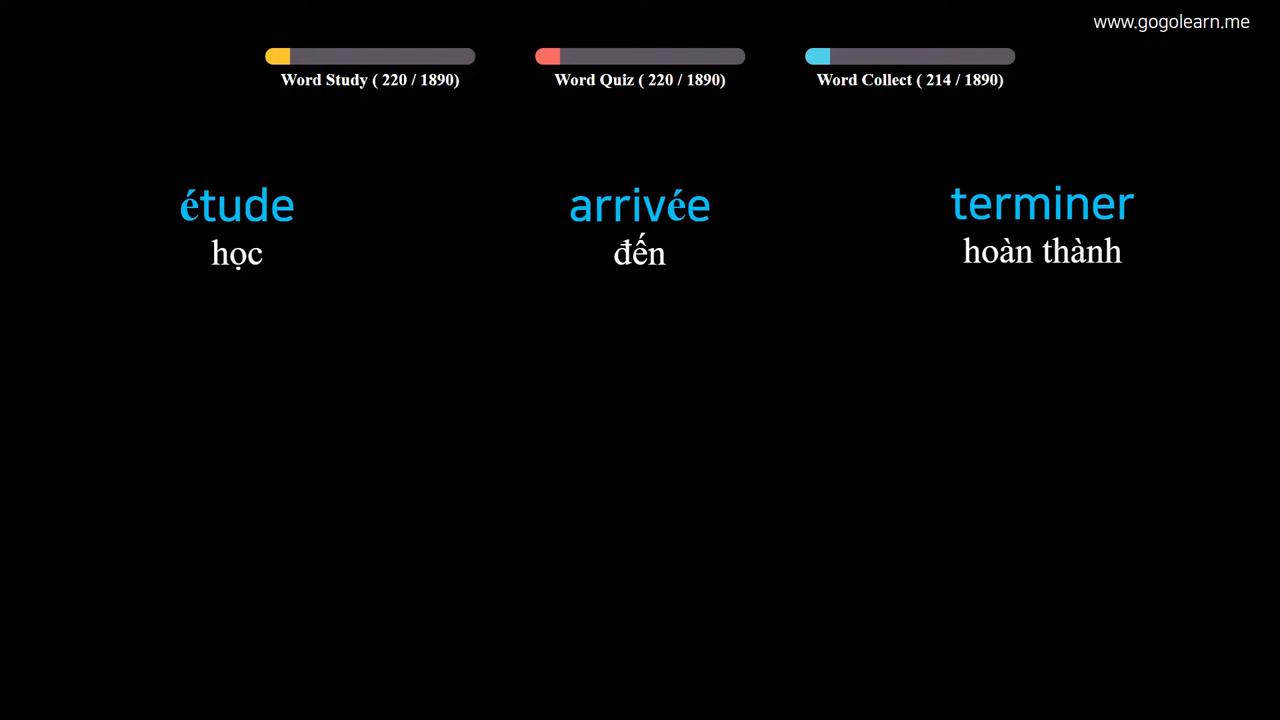 www.gogolearn.me
Word Study ( 220 / 1890)
Word Quiz ( 220 / 1890)
Word Collect ( 214 / 1890)
étude
học
arrivée
đến
terminer
hoàn thành